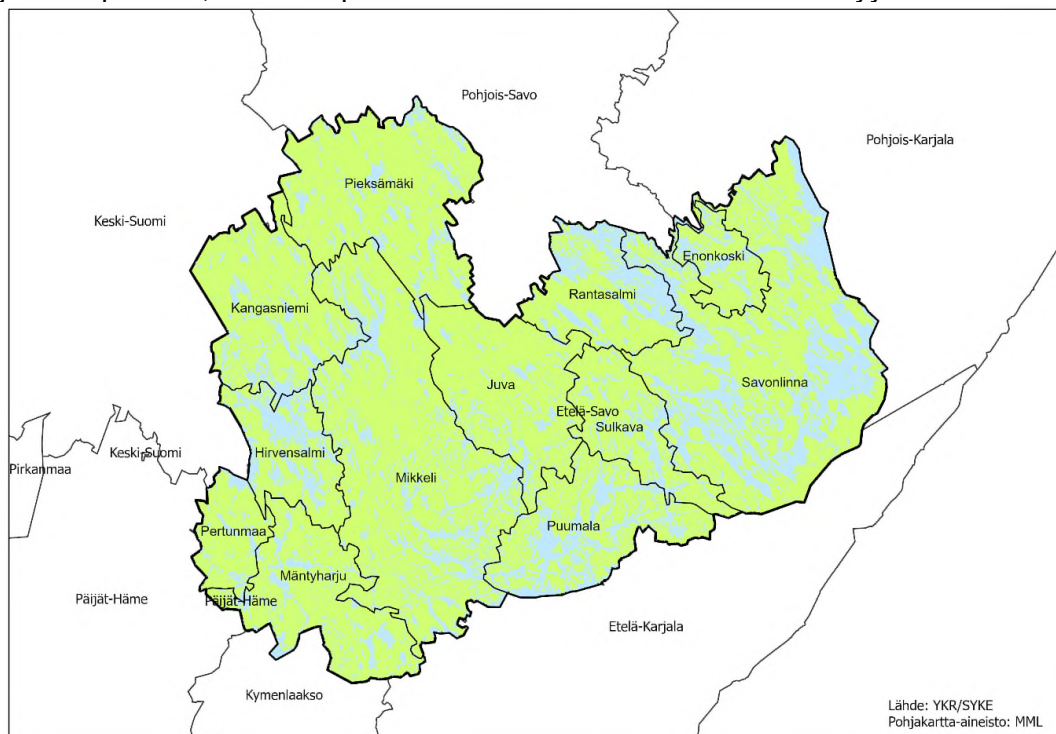 Pohjois-Savo
Pohjois-Karjala
Pieksämäki
Keski-Suomi
Enonkoski
Rantasalmi
Kangasniemi
Juva
Savonlinna
Etelä-Savo
Sulkava
Keski-Suomi
Hirvensalmi
Pirkanmaa
Mikkeli
Puumala
Pertunmaa
Mäntyharju
Päijät-Häme
Päijät-Häme
Etelä-Karjala
Kymenlaakso
Lähde: YKR/SYKE
Pohjakartta-aineisto: MML